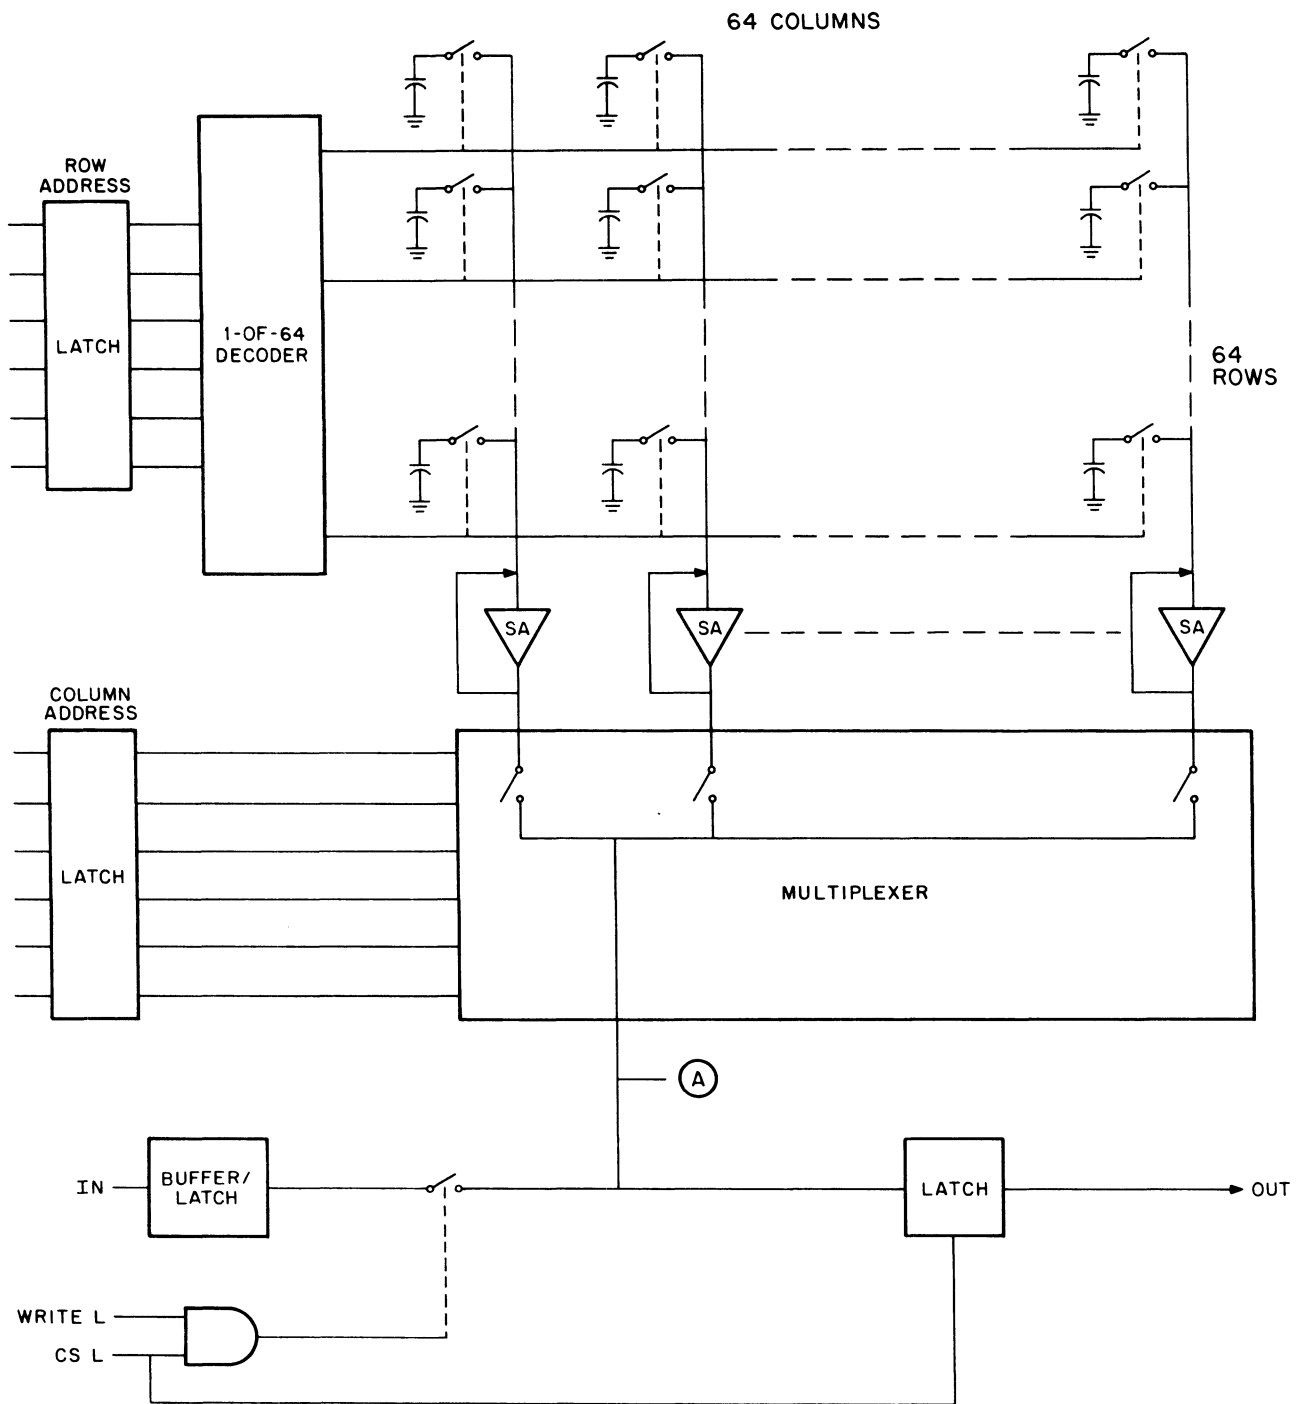 64 COLUMNS
ROW
ADDRESS
LATCH
1-OF-64
DECODER
64
ROWS
SA
SA
SA
COLUMN
ADDRESS
LATCH
MULTIPLEXER
A
IN
BUFFER/
LATCH
LATCH
OUT
WRITE L
CS L